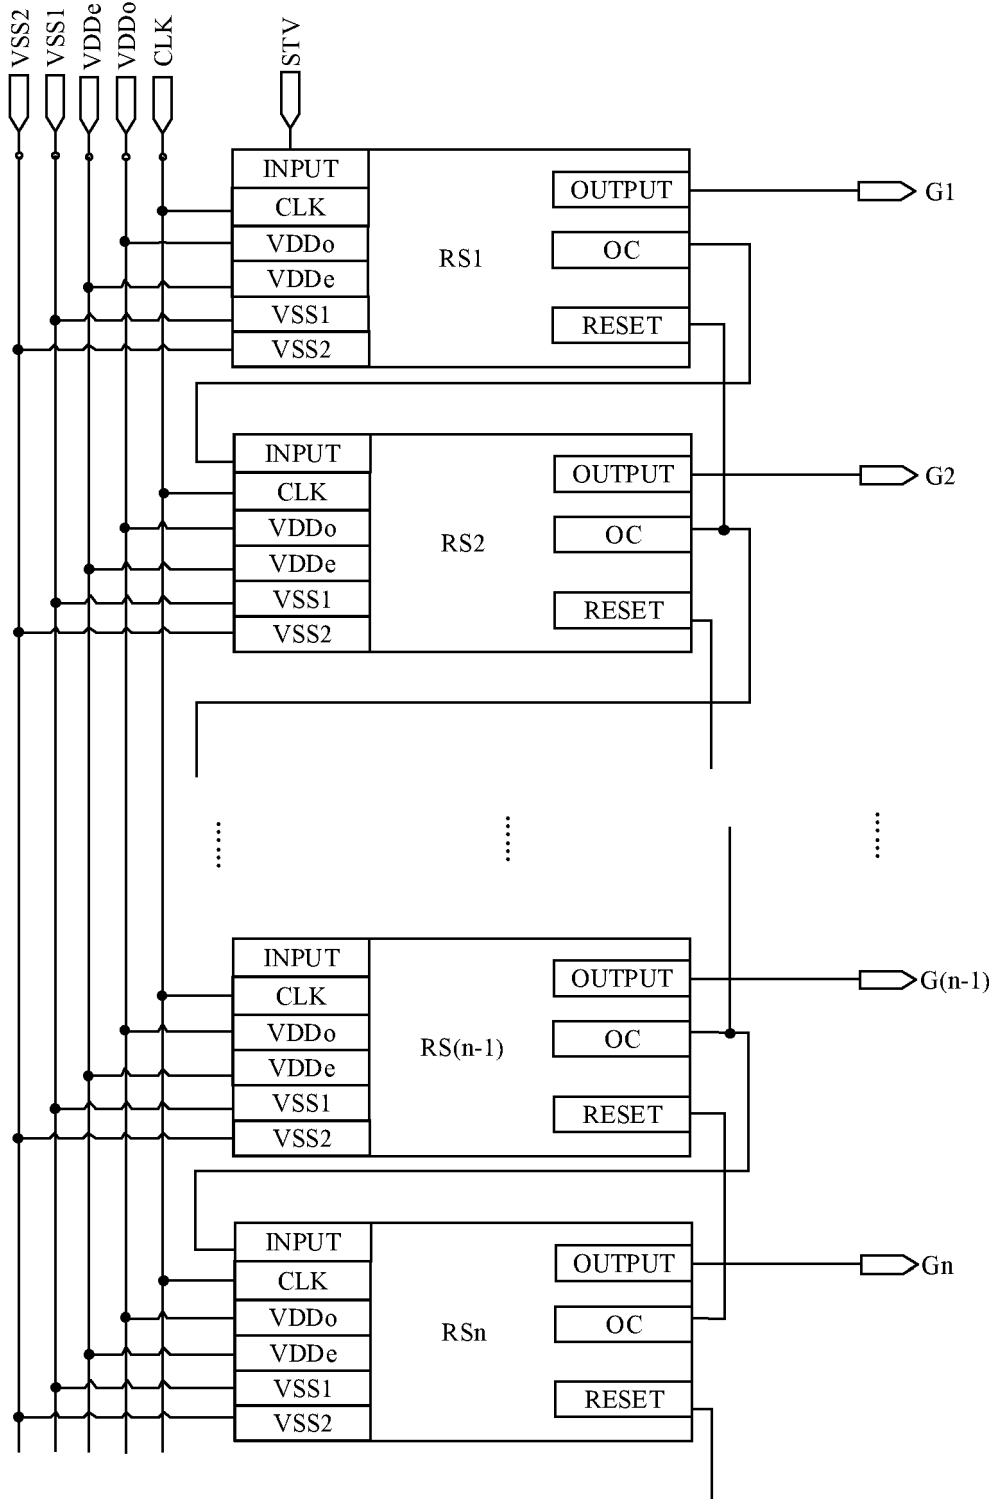 VSS2
VSS1
VDDe
VDDo
CLK
STV
INPUT
CLK
VDDo
VDDe
VSS1
VSS2
RS1
OUTPUT
OC
RESET
G1
INPUT
CLK
VDDo
VDDe
VSS1
VSS2
RS2
OUTPUT
OC
RESET
G2
INPUT
CLK
VDDo
VDDe
VSS1
VSS2
RS(n-1)
OUTPUT
OC
RESET
G(n-1)
INPUT
CLK
VDDo
VDDe
VSS1
VSS2
RSn
OUTPUT
OC
RESET
Gn